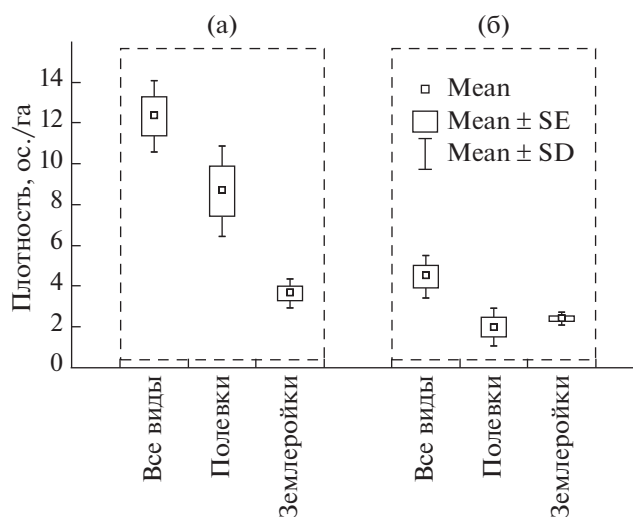 (а)
(б)
Плотность, ос./га
14
12
10
8
6
4
2
0
Mean
Mean ± SE
Mean ± SD
Все виды
Полевки
Землеройки
Все виды
Полевки
Землеройки